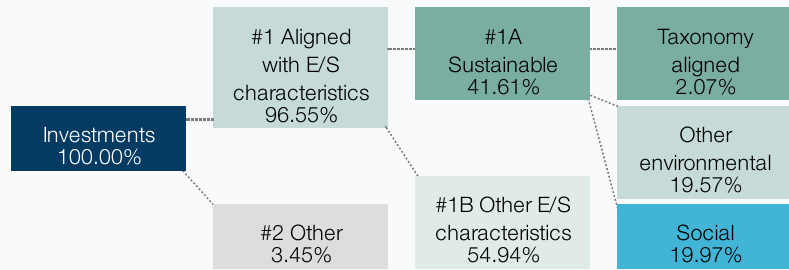 Investments
100.00%
#1 Aligned
with E/S
characteristics
96.55%
#2 Other
3.45%
#1A
Sustainable
41.61%
#1B Other E/S
characteristics
54.94%
Taxonomy
aligned
2.07%
Other
environmental
19.57%
Social
19.97%